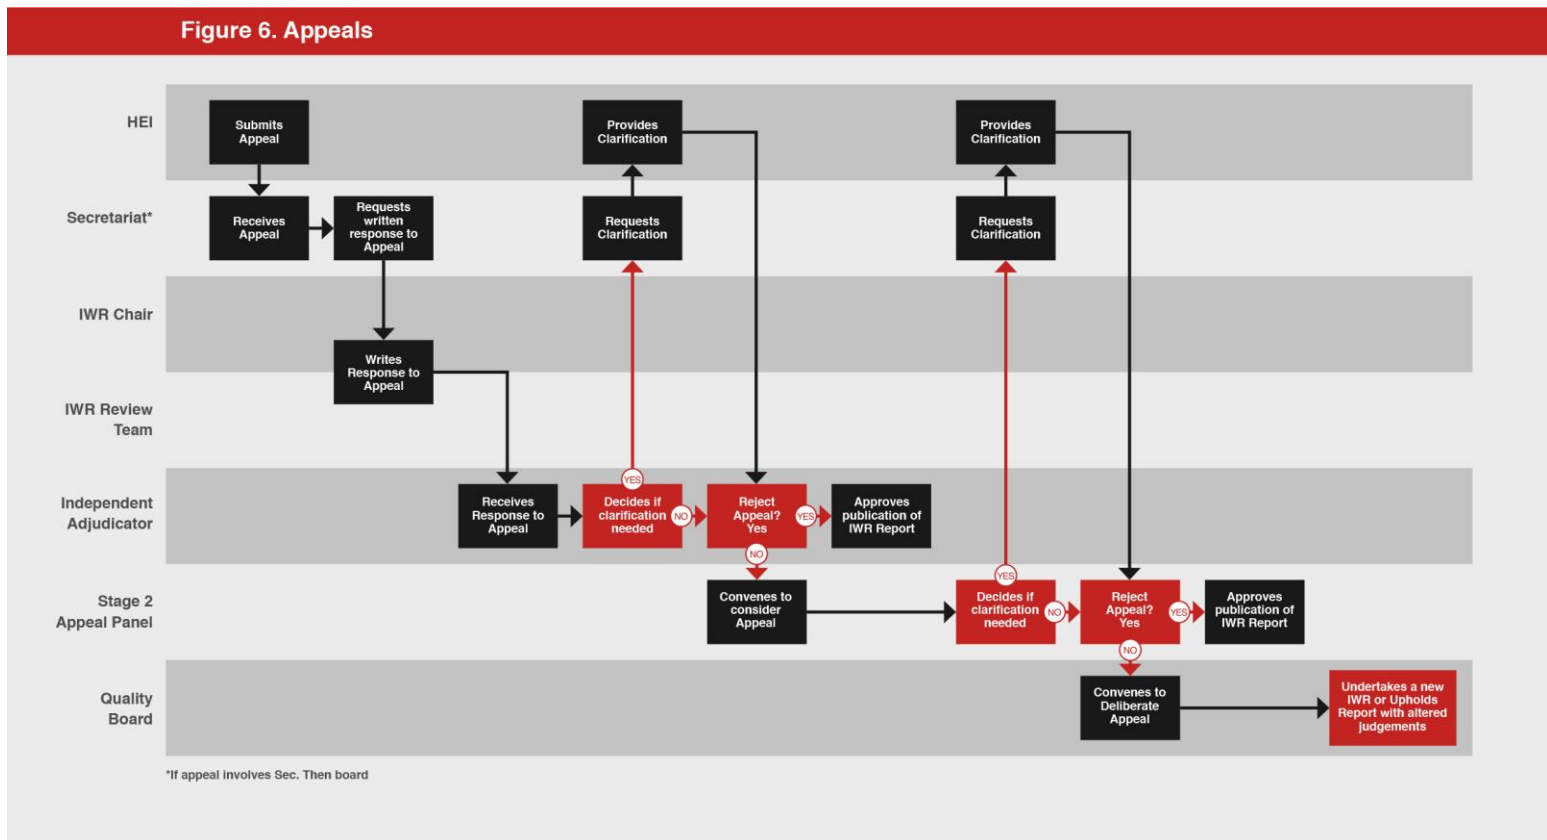 Figure 6. Appeals
HEI
Submits
Appeal
Provides
Clarification
Provides
Clarification
Secretariat*
Receives
Appeal
Requests
written
response to
Appeal
Requests
Clarification
Requests
Clarification
IWR Chair
Writes
Response to
Appeal
IWR Review
Team
Independent
Adjudicator
Receives
Response to
Appeal
YES
Decides if
clarification
needed
NO
Reject
Appeal?
Yes
YES
Approves
publication of
IWR Report
NO
Stage 2
Appeal Panel
Convenes to
consider
Appeal
YES
Decides if
clarification
needed
NO
Reject
Appeal?
Yes
YES
Approves
publication of
IWR Report
NO
Quality
Board
Convenes to
Deliberate
Appeal
Undertakes a new
IWR or Upholds
Report with altered
judgements
*If appeal involves Sec. Then board